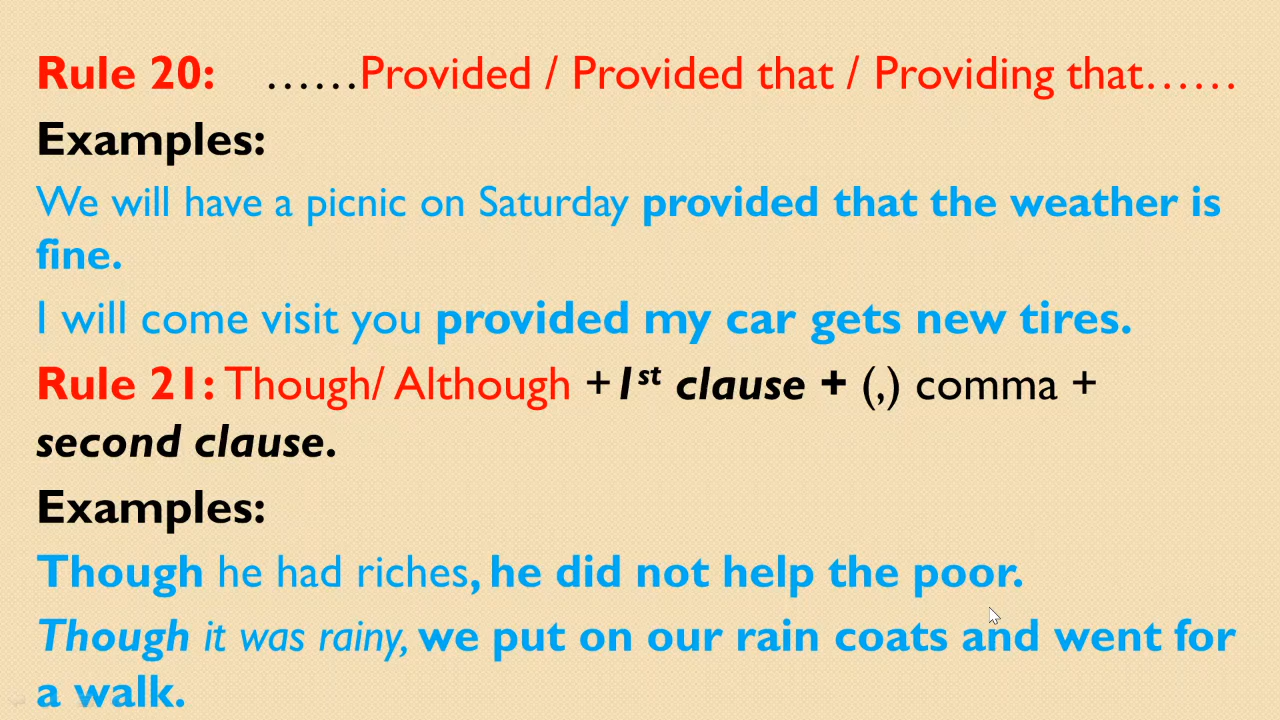 Rule 20: ......Provided / Provided that / Providing that......
Examples:
We will have a picnic on Saturday provided that the weather is
fine.
I will come visit you provided my car gets new tires.
Rule 21: Though/ Although +1st clause + (,) comma +
second clause.
Examples:
Though he had riches, he did not help the poor.
Though it was rainy, we put on our rain coats and went for
a walk.